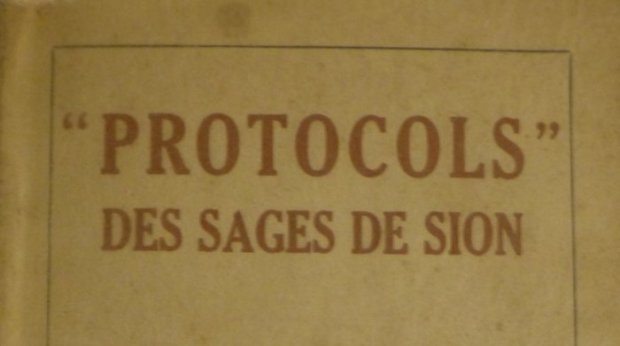 “PROTOCOLS”
DES SAGES DE SION